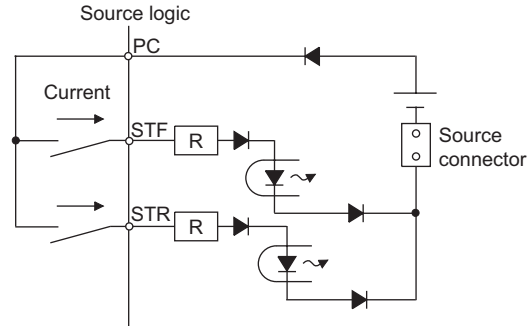 Source logic
PC
Current
STF
R
Source
connector
STR
R